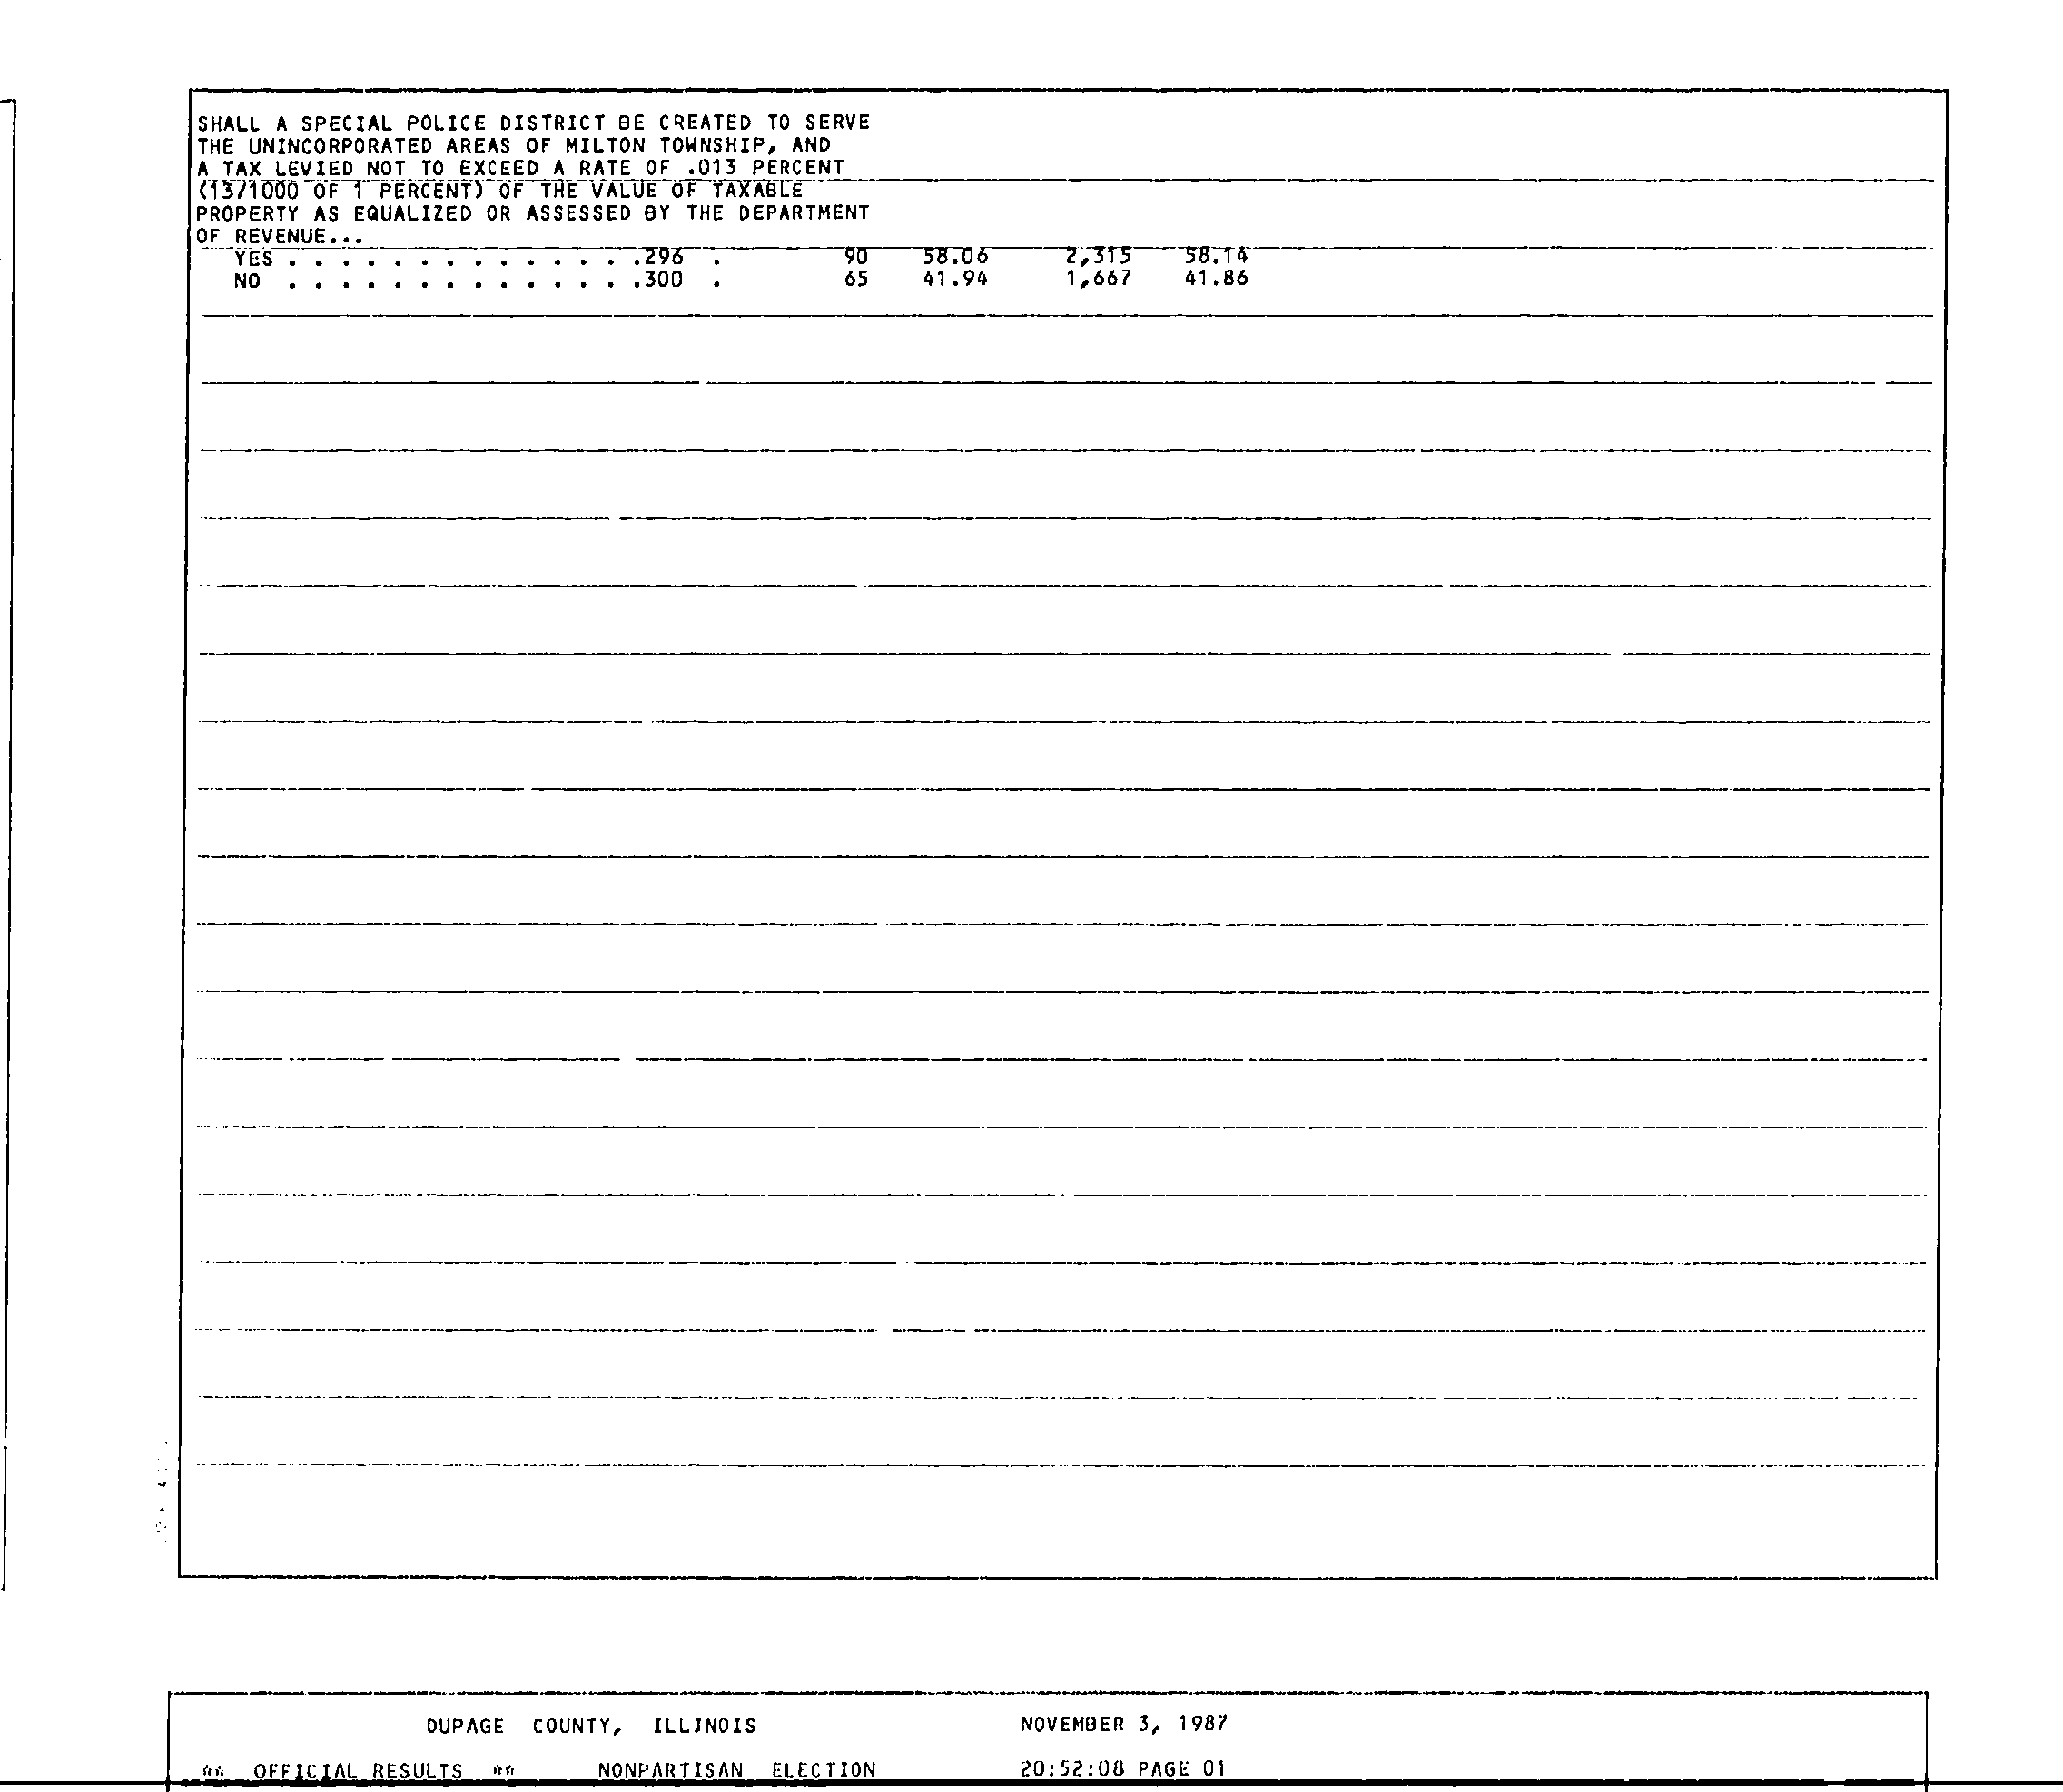 SHALL A SPECIAL POLICE DISTRICT BE CREATED TO SERVE
THE UNINCORPORATED AREAS OF MILTON TOWNSHIP, AND
A TAX LEVIED NOT TO EXCEED A RATE OF .013 PERCENT
(13/1000 OF 1 PERCENT) OF THE VALUE OF TAXABLE
PROPERTY AS EQUALIZED OR ASSESSED BY THE DEPARTMENT
OF REVENUE...
YES . . . . . . . . . . . . . .296 . 90 58.06 2,315 58.14
NO . . . . . . . . . . . . . .300 . 65 41.94 1,667 41.86
DUPAGE COUNTY, ILLINOIS NOVEMBER 3, 1987
** OFFICIAL RESULTS ** NONPARTISAN ELECTION 20:52:08 PAGE 01